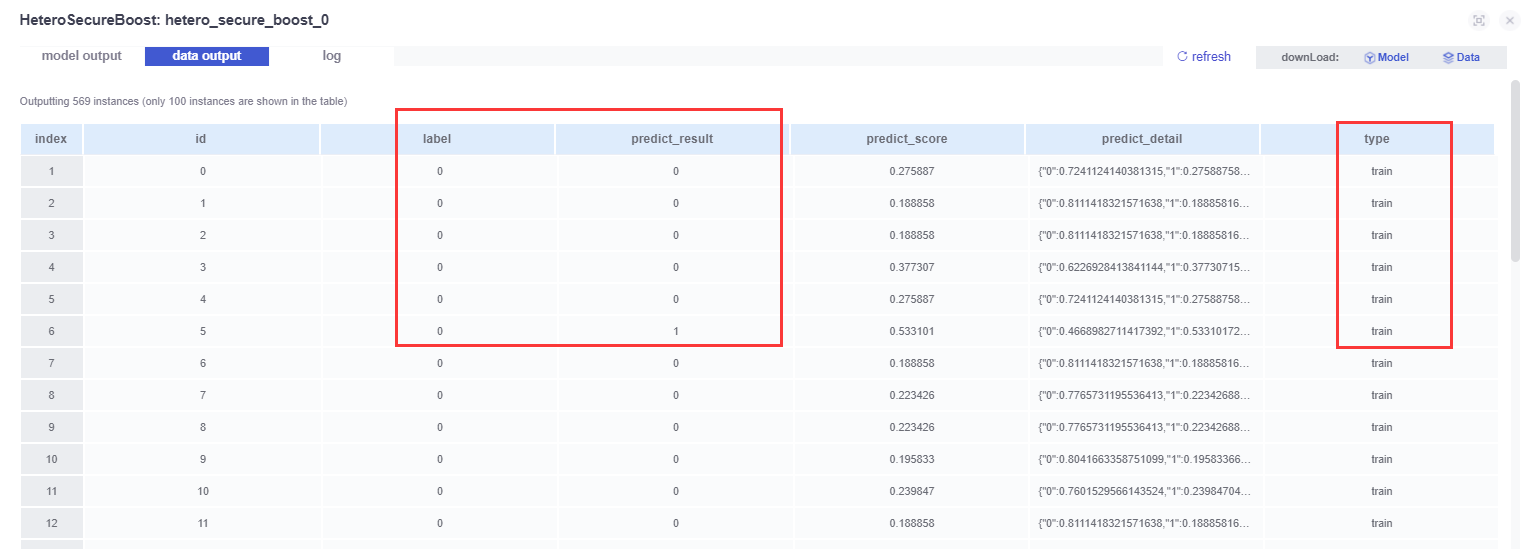 HeteroSecureBoost: hetero_secure_boost_0
model output data output log refresh downLoad: Model Data
Outputting 569 instances (only 100 instances are shown in the table)
index id label predict_result predict_score predict_detail type
1 0 0 0 0.275887 {"0":0.7241124140381315,"1":0.27588758... train
2 1 0 0 0.188858 {"0":0.8111418321571638,"1":0.18885816... train
3 2 0 0 0.188858 {"0":0.8111418321571638,"1":0.18885816... train
4 3 0 0 0.377307 {"0":0.6226928413841144,"1":0.37730715... train
5 4 0 0 0.275887 {"0":0.7241124140381315,"1":0.27588758... train
6 5 0 1 0.533101 {"0":0.4668982711417392,"1":0.53310172... train
7 6 0 0 0.188858 {"0":0.8111418321571638,"1":0.18885816... train
8 7 0 0 0.223426 {"0":0.7765731195536413,"1":0.22342688... train
9 8 0 0 0.223426 {"0":0.7765731195536413,"1":0.22342688... train
10 9 0 0 0.195833 {"0":0.8041663358751099,"1":0.19583366... train
11 10 0 0 0.239847 {"0":0.7601529566143524,"1":0.23984704... train
12 11 0 0 0.188858 {"0":0.8111418321571638,"1":0.18885816... train